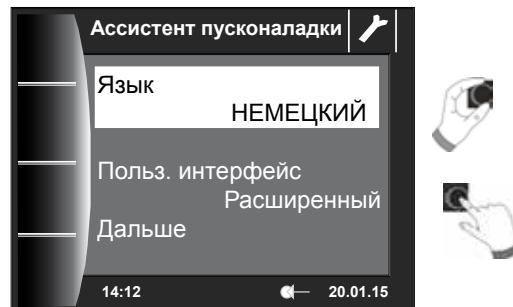 Ассистент пусконаладки
Язык
НЕМЕЦКИЙ
Польз. интерфейс
Расширенный
Дальше
14:12 20.01.15